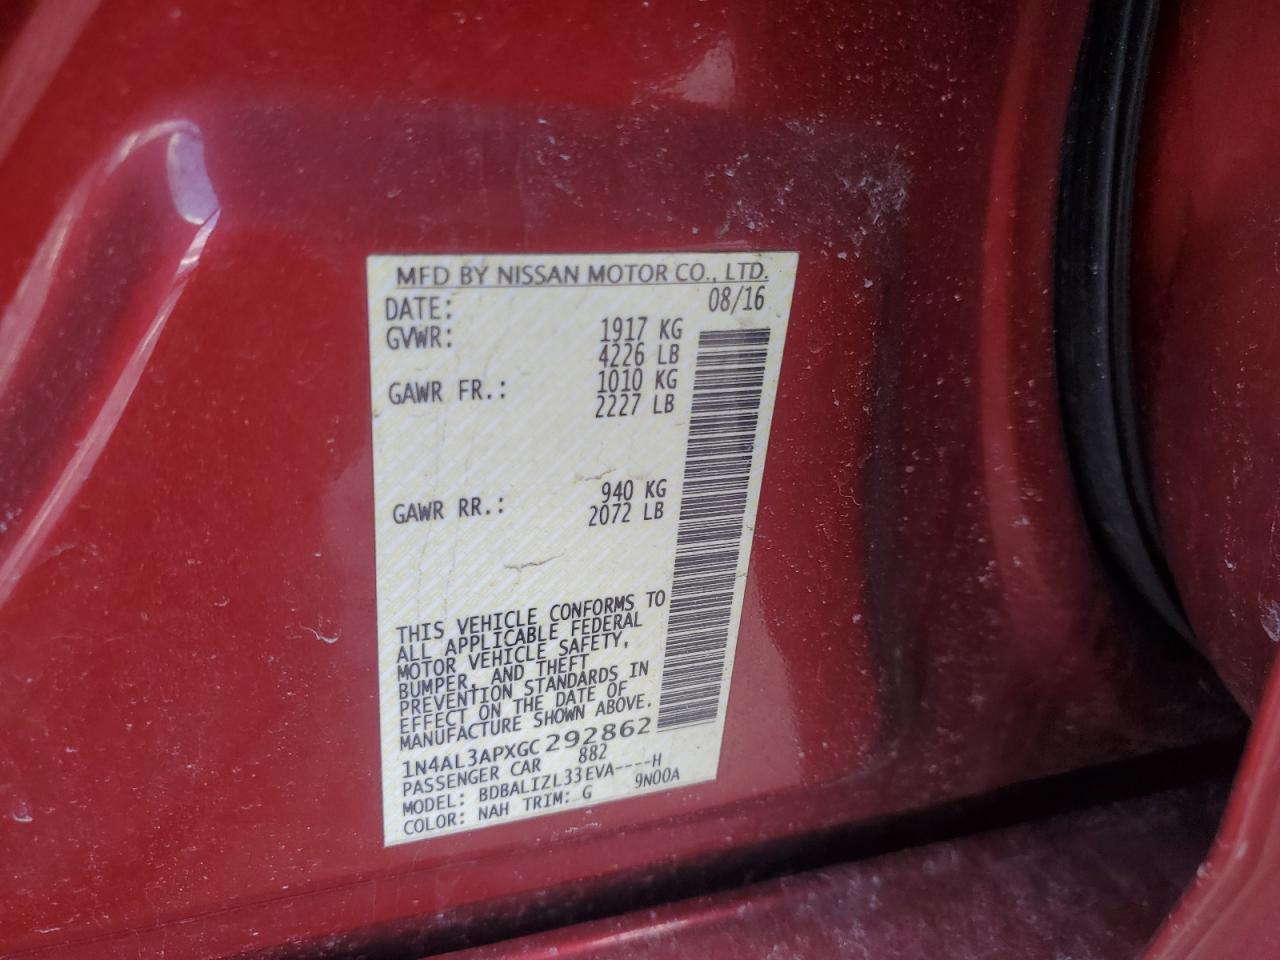 MFD BY NISSAN MOTOR CO., LTD.
DATE: 08/16
GVWR: 1917 KG
4226 LB
GAWR FR.: 1010 KG
2227 LB
GAWR RR.: 940 KG
2072 LB
THIS VEHICLE CONFORMS TO
ALL APPLICABLE FEDERAL
MOTOR VEHICLE SAFETY,
BUMPER, AND THEFT
PREVENTION STANDARDS IN
EFFECT ON THE DATE OF
MANUFACTURE SHOWN ABOVE.
1N4AL3APXGC292862
PASSENGER CAR 882
MODEL: BDBALIZL33EVA----H
COLOR: NAH TRIM: G 9N00A